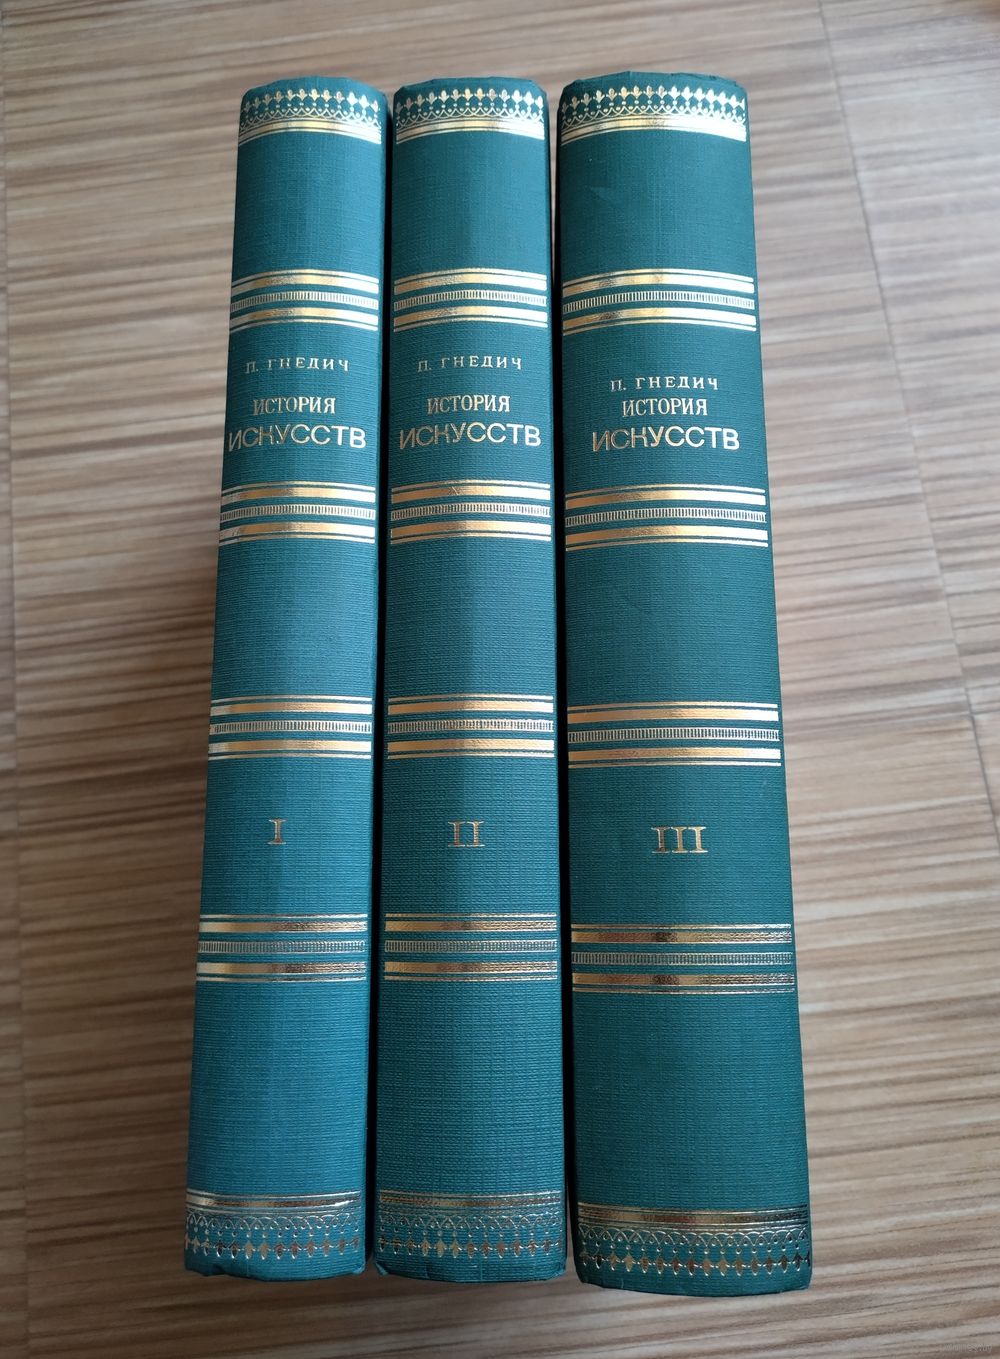 П. ГНЕДИЧ
ИСТОРИЯ
ИСКУССТВ
I
П. ГНЕДИЧ
ИСТОРИЯ
ИСКУССТВ
II
П. ГНЕДИЧ
ИСТОРИЯ
ИСКУССТВ
III